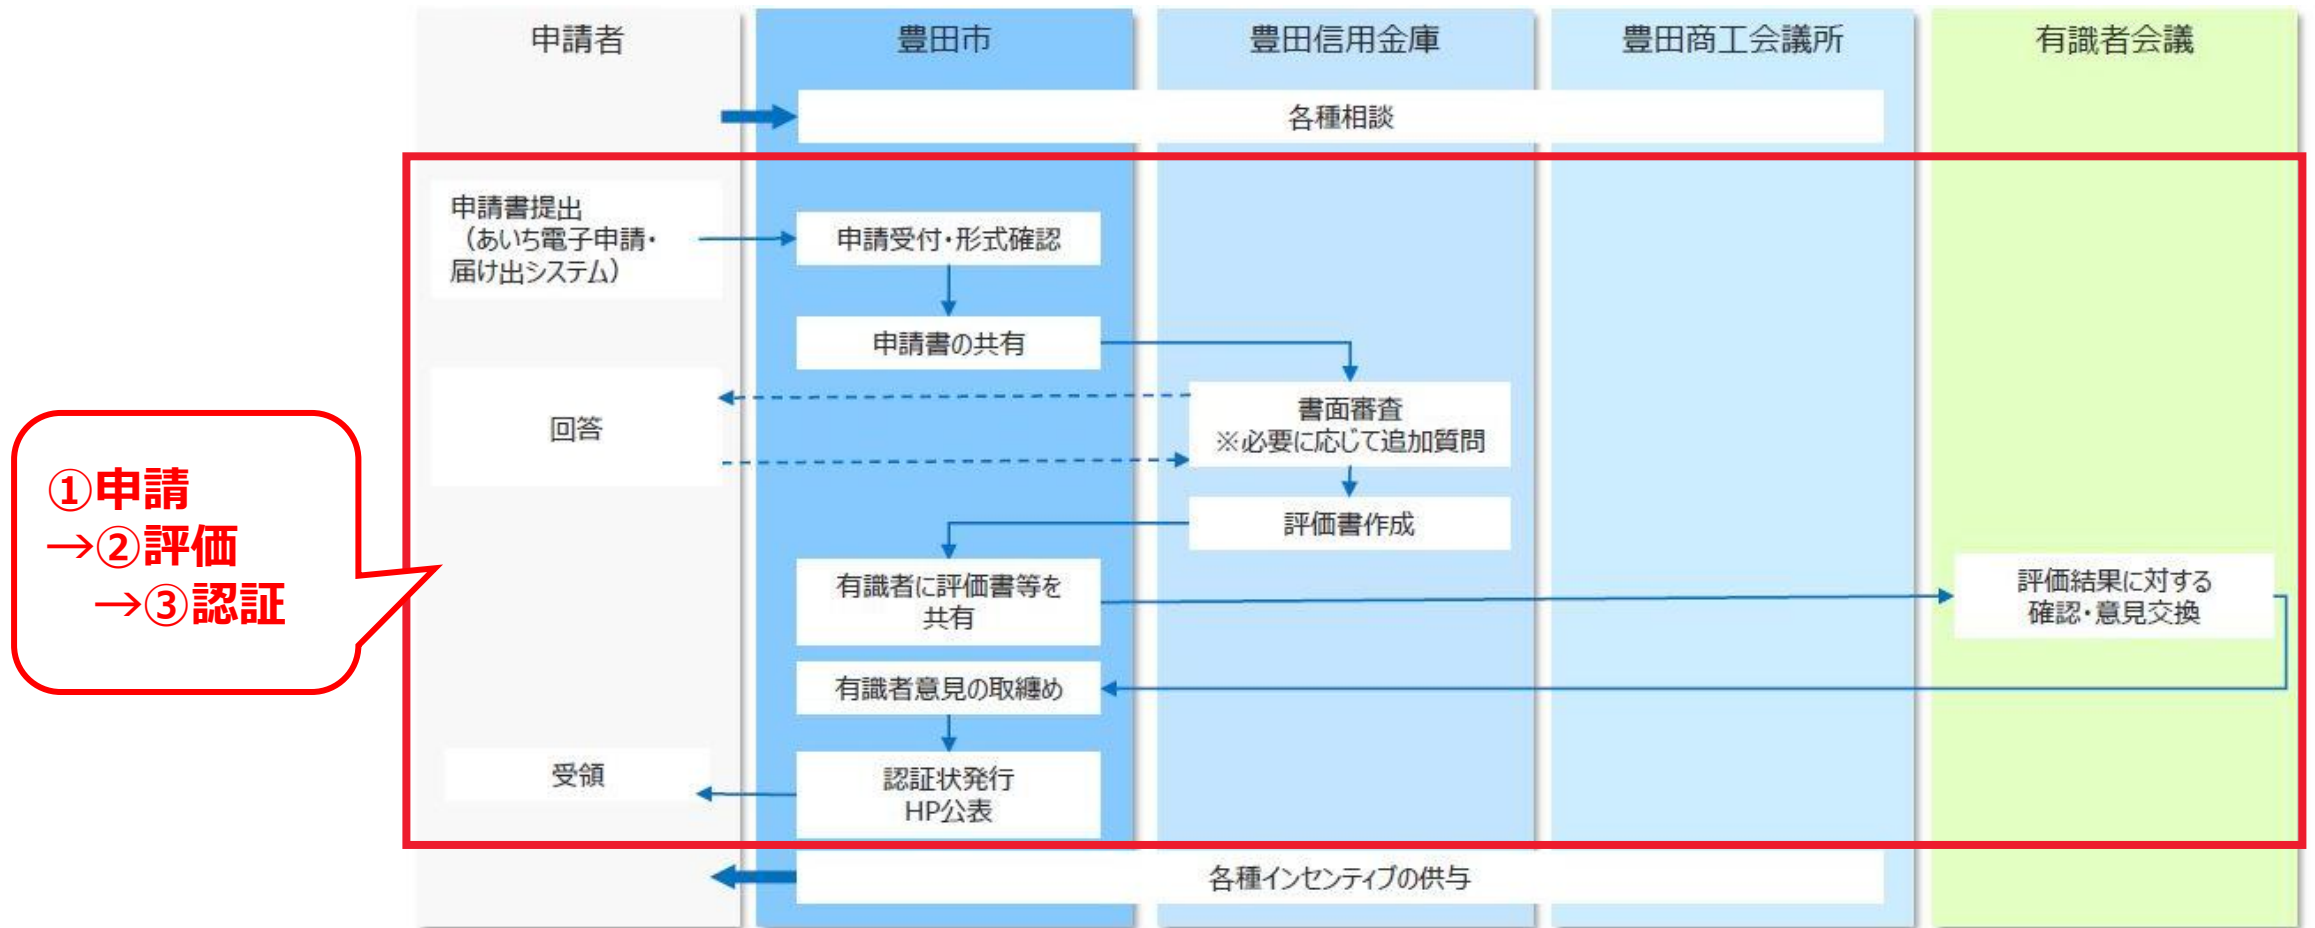 申請者
豊田市
豊田信用金庫
豊田商工会議所
有識者会議
各種相談
申請書提出
（あいち電子申請・
届け出システム）
申請受付・形式確認
申請書の共有
回答
書面審査
※必要に応じて追加質問
評価書作成
①申請
→②評価
→③認証
有識者に評価書等を
共有
評価結果に対する
確認・意見交換
有識者意見の取纏め
受領
認証状発行
HP公表
各種インセンティブの供与